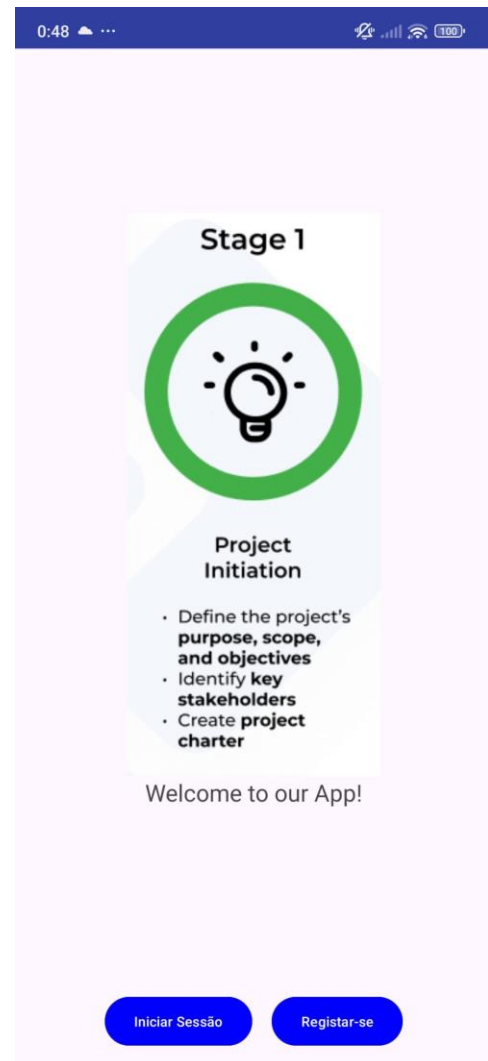 0:48 ...
100
Stage 1
Project
Initiation
· Define the project's
purpose, scope,
and objectives
· Identify key
stakeholders
· Create project
charter
Welcome to our App!
Iniciar Sessão
Registar-se